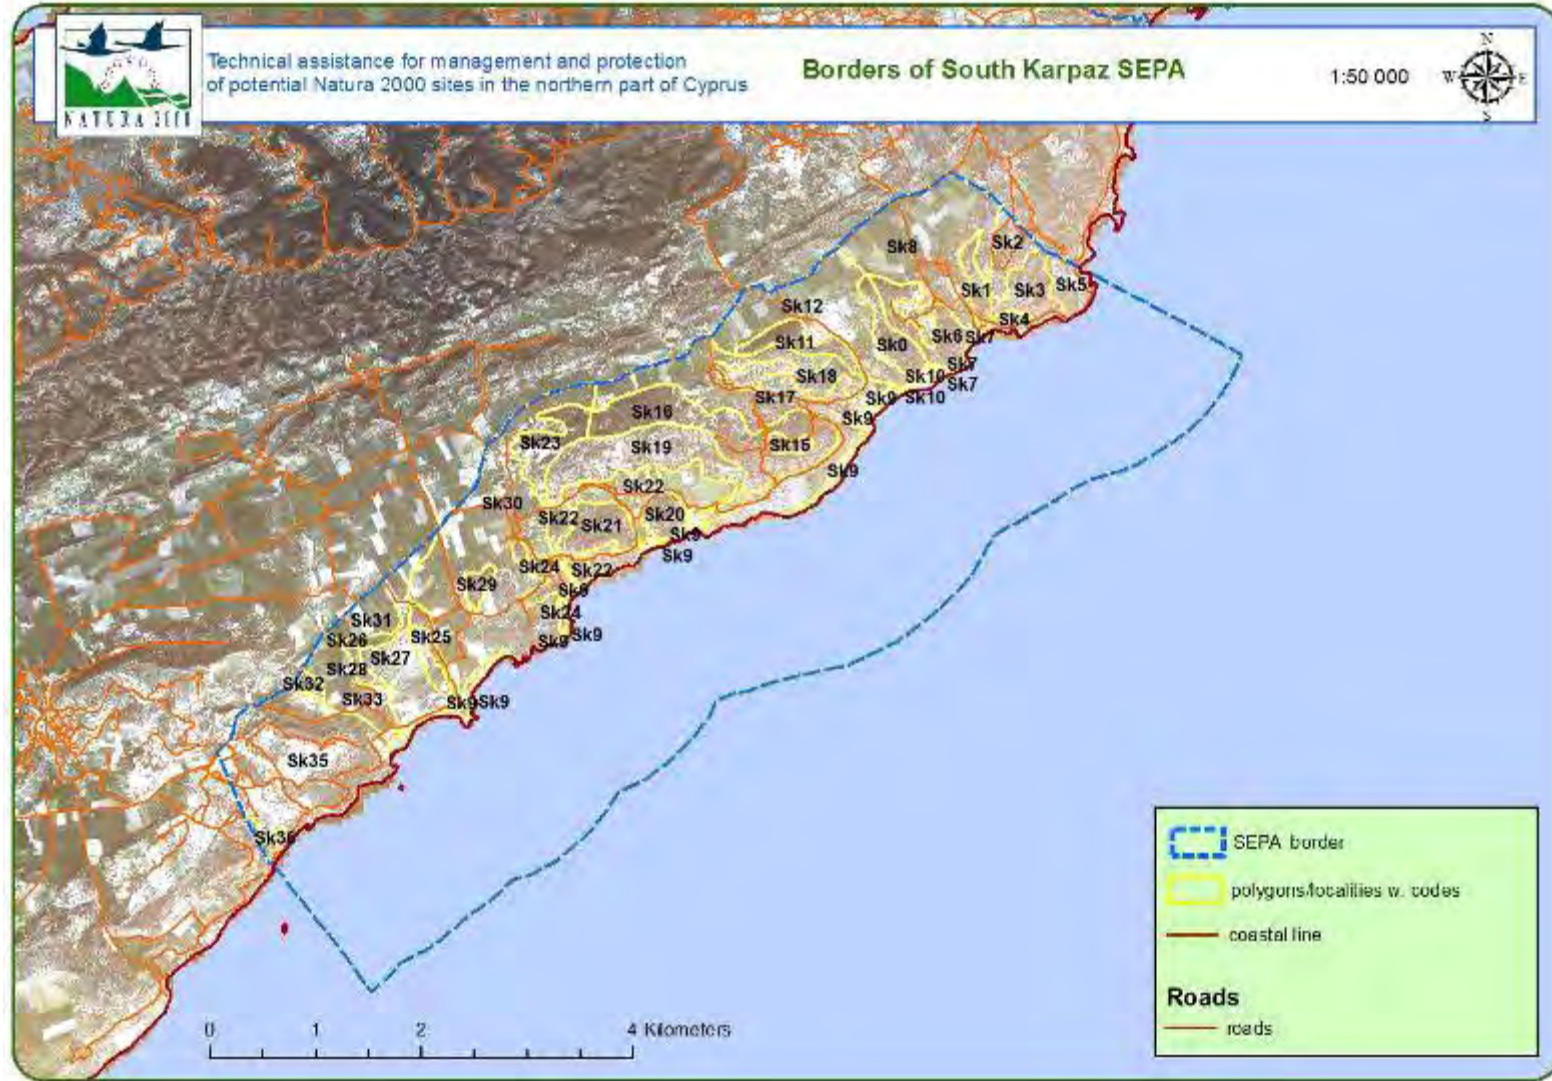 NATURA 2000
Technical assistance for management and protection
of potential Natura 2000 sites in the northern part of Cyprus
Borders of South Karpaz SEPA
1:50 000
N
W E
S
Sk8
Sk2
Sk1
Sk3
Sk5
Sk12
Sk4
Sk6
Sk7
Sk11
Sk0
Sk7
Sk18
Sk10
Sk7
Sk17
Sk9
Sk10
Sk16
Sk9
Sk23
Sk19
Sk15
Sk9
Sk22
Sk30
Sk22
Sk21
Sk20
Sk9
Sk9
Sk24
Sk22
Sk29
Sk9
Sk24
Sk31
Sk26
Sk25
Sk9
Sk9
Sk27
Sk28
Sk32
Sk33
Sk9
Sk9
Sk35
Sk36
SEPA border
polygons/localities w. codes
coastal line
Roads
roads
0 1 2 4 Kilometers